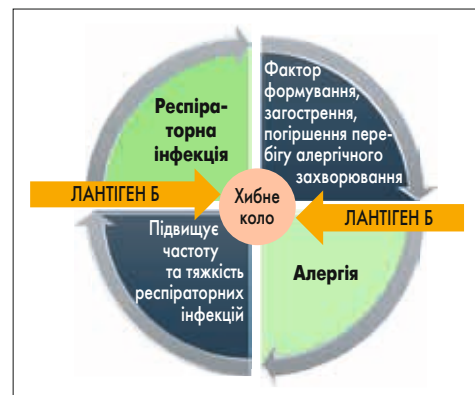 Респіра-
торна
інфекція
Фактор
формування,
загострення,
погіршення пере-
бігу алергічного
захворювання
ЛАНТІГЕН Б
Хибне
коло
ЛАНТІГЕН Б
Підвищує
частоту
та тяжкість
респіраторних
інфекцій
Алергія